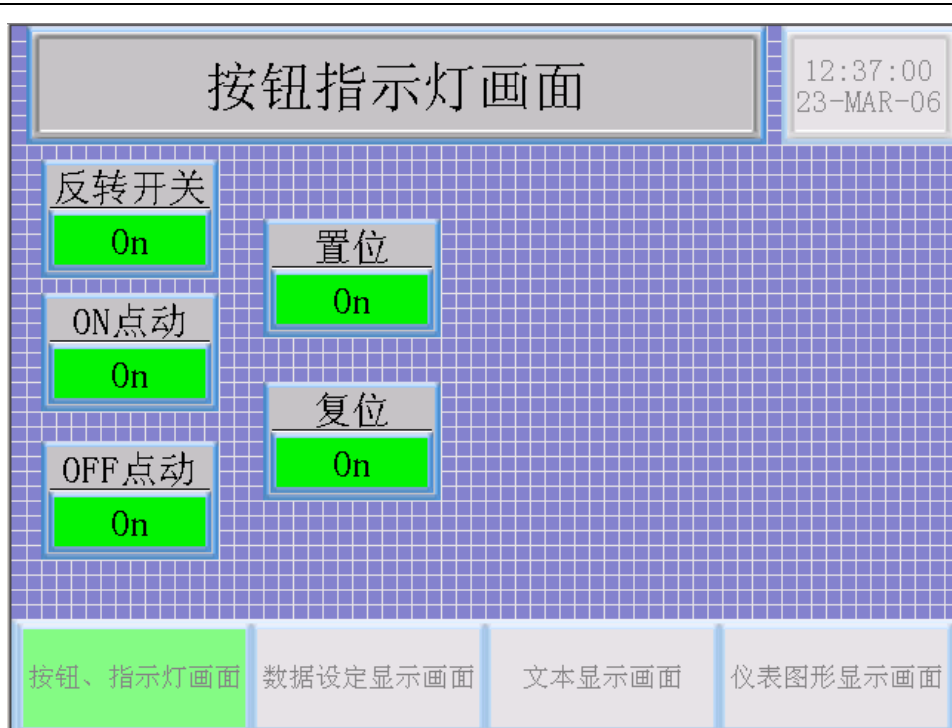 按钮指示灯画面
12:37:00
23-MAR-06
反转开关
On
置位
On
ON点动
On
复位
On
OFF点动
On
按钮、指示灯画面
数据设定显示画面
文本显示画面
仪表图形显示画面